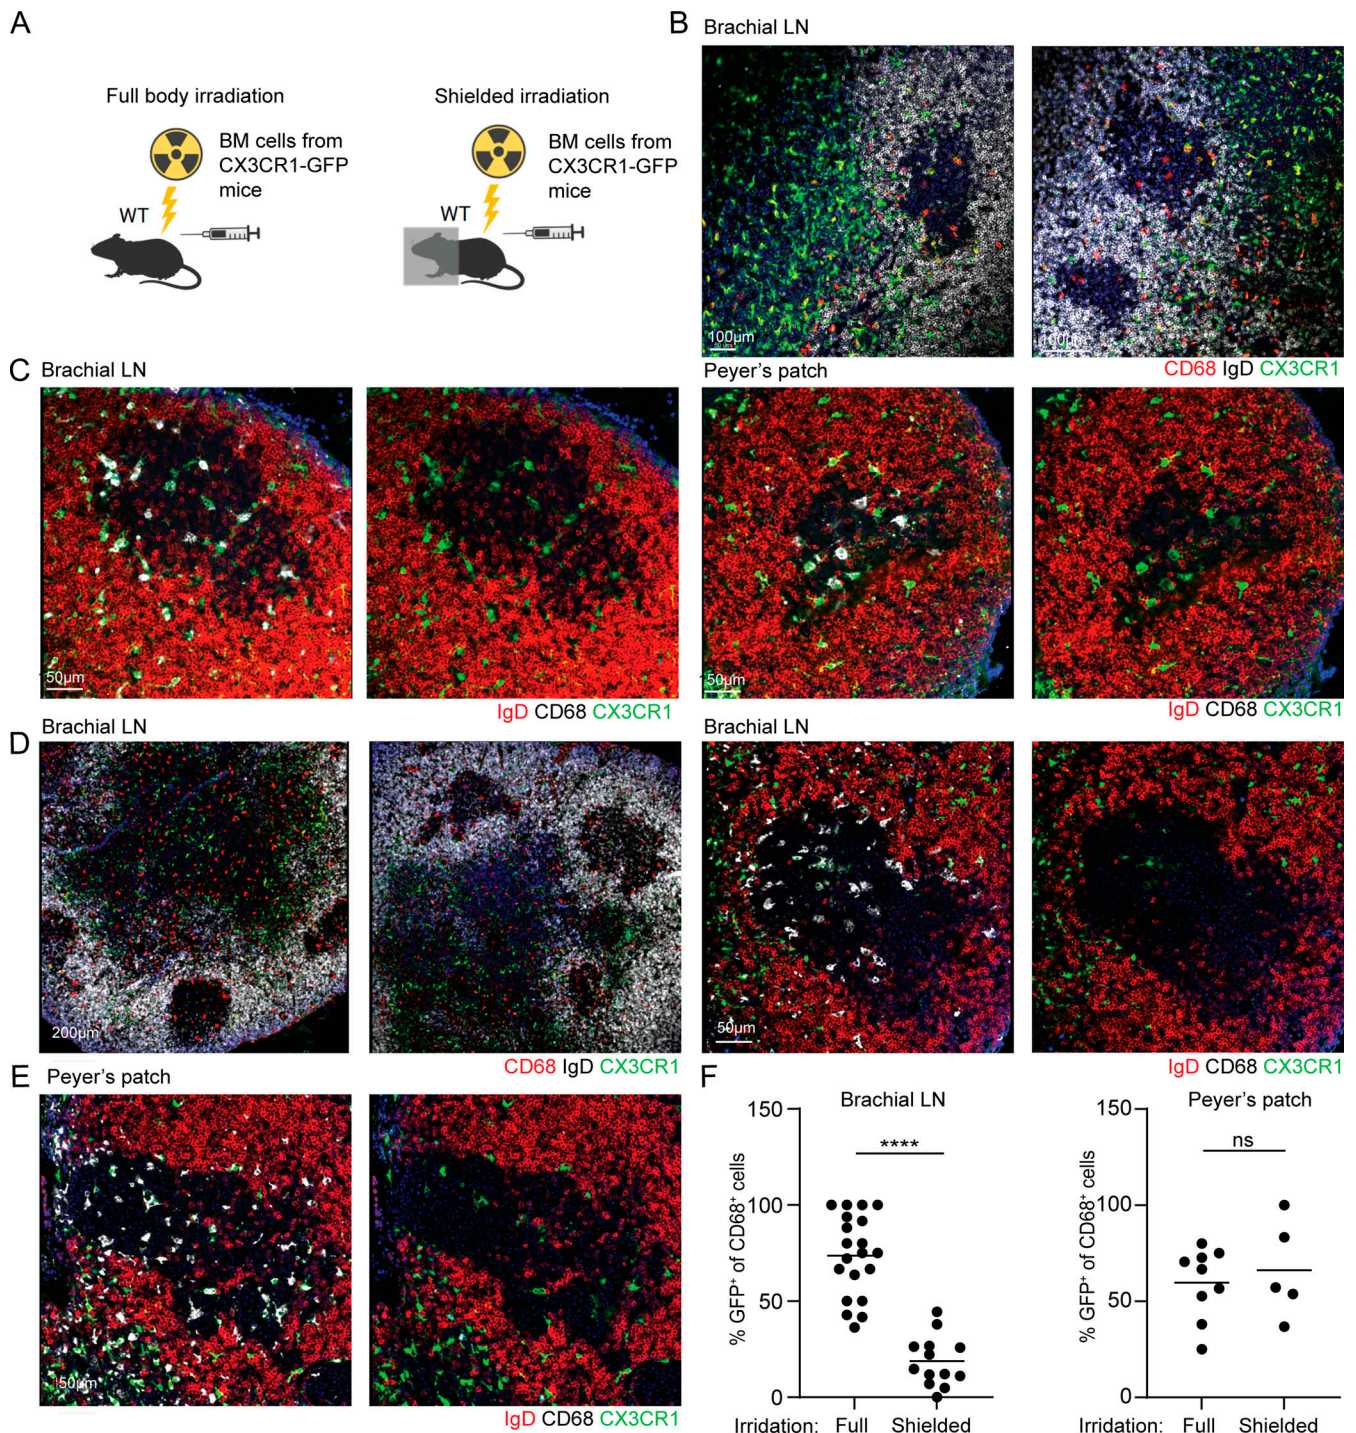 A
Full body irradiation
BM cells from
CX3CR1-GFP
mice
WT
Shielded irradiation
BM cells from
CX3CR1-GFP
mice
WT
B
Brachial LN
100µm
100µm
CD68 IgD CX3CR1
C
Brachial LN
50µm
IgD CD68 CX3CR1
Peyer's patch
50µm
IgD CD68 CX3CR1
D
Brachial LN
200µm
CD68 IgD CX3CR1
Brachial LN
50µm
IgD CD68 CX3CR1
E
Peyer's patch
50µm
IgD CD68 CX3CR1
F
Brachial LN
% GFP⁺ of CD68⁺ cells
150
100
50
0
****
Irridation: Full Shielded
Peyer's patch
% GFP⁺ of CD68⁺ cells
150
100
50
0
ns
Irridation: Full Shielded